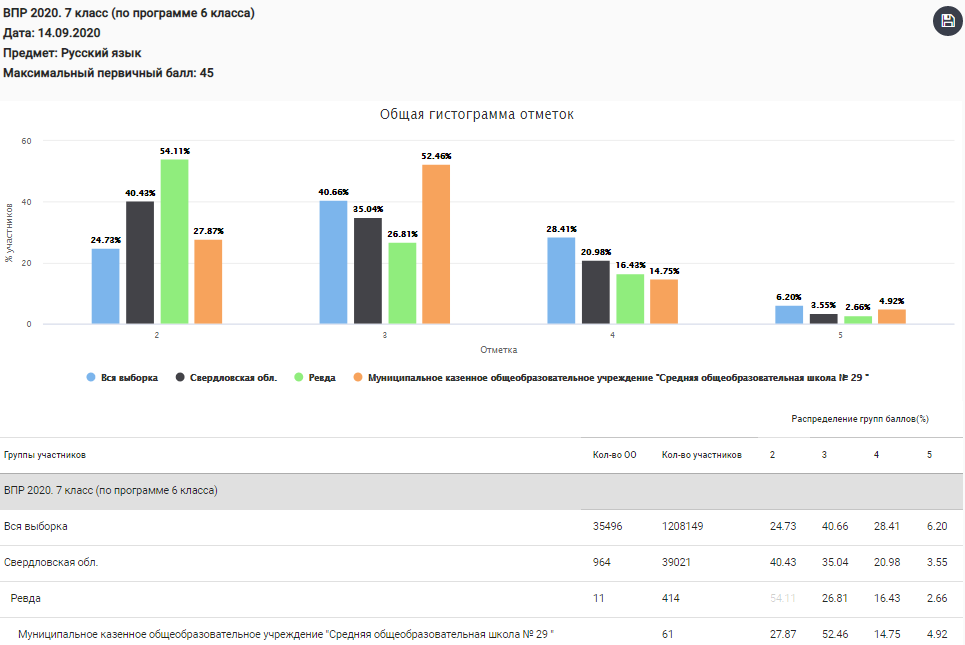 ВПР 2020. 7 класс (по программе 6 класса)
Дата: 14.09.2020
Предмет: Русский язык
Максимальный первичный балл: 45
Общая гистограмма отметок
% участников
60
40
20
0
24.73% 40.43% 54.11% 27.87%
40.66% 35.04% 26.81% 52.46%
28.41% 20.98% 16.43% 14.75%
6.20% 3.55% 2.66% 4.92%
2 3 4 5
Отметка
Вся выборка Свердловская обл. Ревда Муниципальное казенное общеобразовательное учреждение "Средняя общеобразовательная школа № 29 "
Распределение групп баллов(%)
Группы участников Кол-во ОО Кол-во участников 2 3 4 5
ВПР 2020. 7 класс (по программе 6 класса)
Вся выборка 35496 1208149 24.73 40.66 28.41 6.20
Свердловская обл. 964 39021 40.43 35.04 20.98 3.55
Ревда 11 414 54.11 26.81 16.43 2.66
Муниципальное казенное общеобразовательное учреждение "Средняя общеобразовательная школа № 29 " 61 27.87 52.46 14.75 4.92